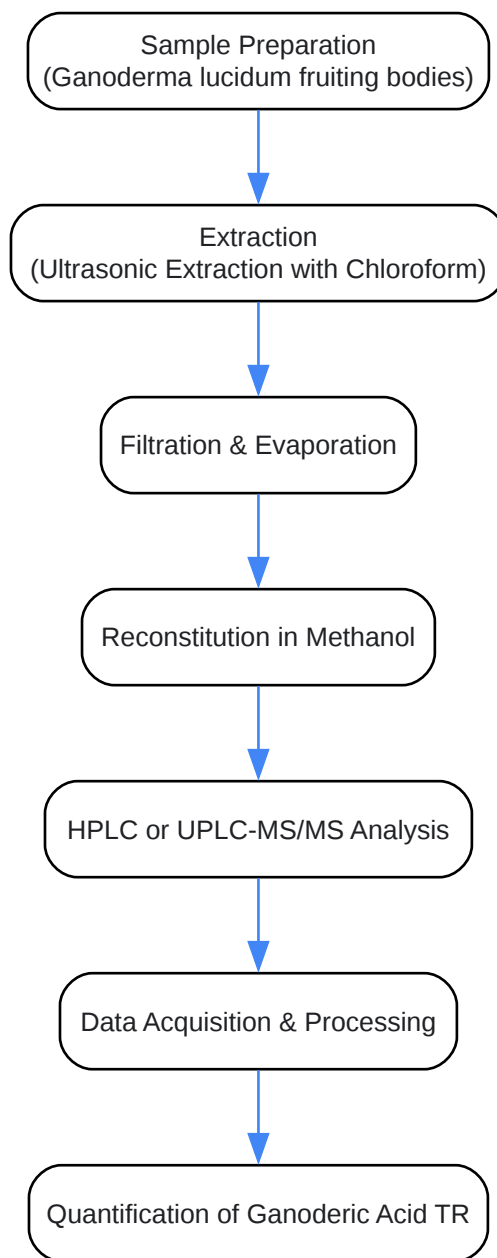 Sample Preparation
(Ganoderma lucidum fruiting bodies)
Extraction
(Ultrasonic Extraction with Chloroform)
Filtration & Evaporation
Reconstitution in Methanol
HPLC or UPLC-MS/MS Analysis
Data Acquisition & Processing
Quantification of Ganoderic Acid TR